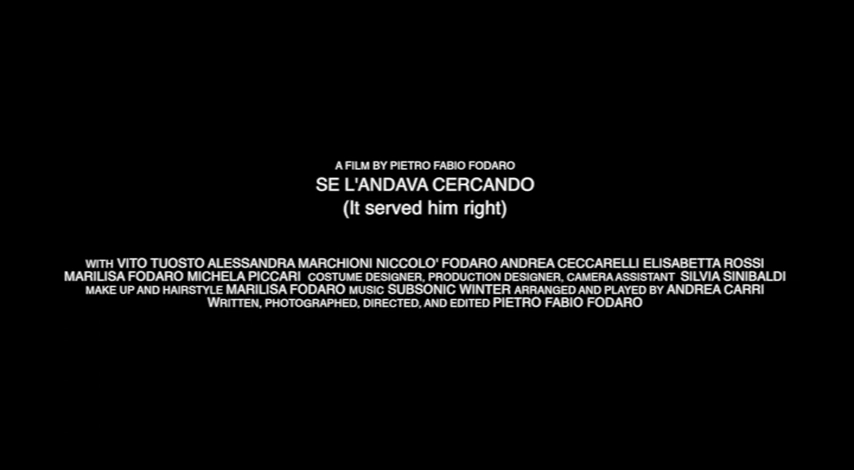 A FILM BY PIETRO FABIO FODARO
SE L'ANDAVA CERCANDO
(It served him right)
WITH VITO TUOSTO ALESSANDRA MARCHIONI NICCOLO' FODARO ANDREA CECCARELLI ELISABETTA ROSSI
MARILISA FODARO MICHELA PICCARI COSTUME DESIGNER, PRODUCTION DESIGNER, CAMERA ASSISTANT SILVIA SINIBALDI
MAKE UP AND HAIRSTYLE MARILISA FODARO MUSIC SUBSONIC WINTER ARRANGED AND PLAYED BY ANDREA CARRI
WRITTEN, PHOTOGRAPHED, DIRECTED, AND EDITED PIETRO FABIO FODARO